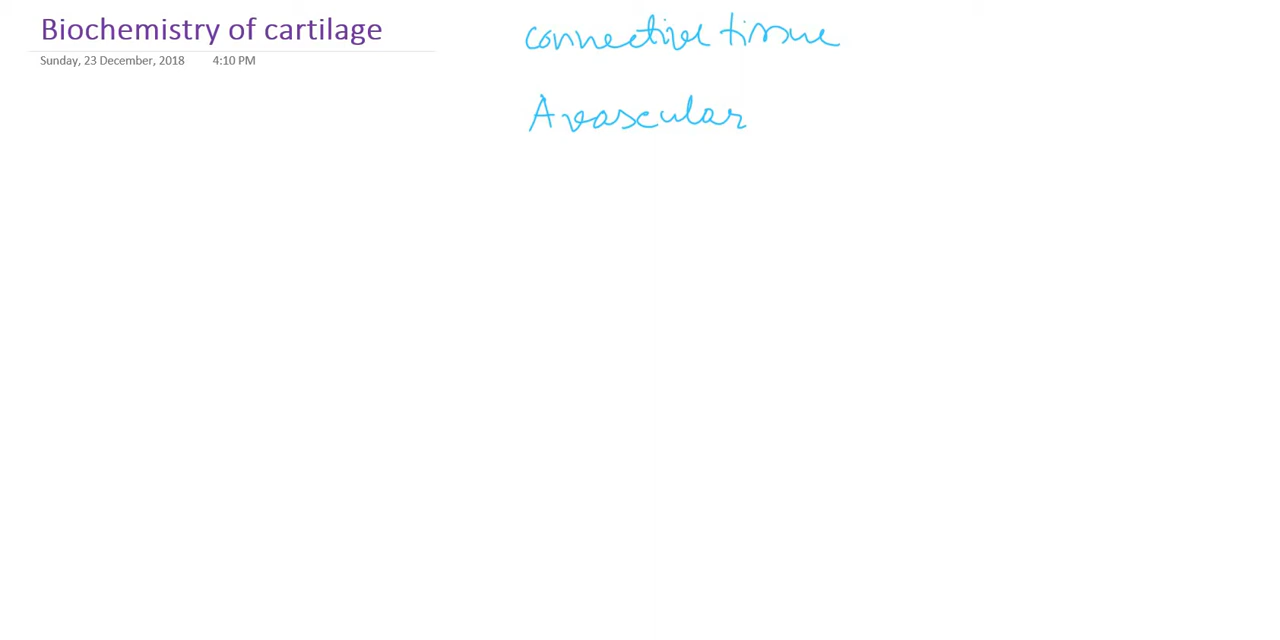 Biochemistry of cartilage
Sunday, 23 December, 2018 4:10 PM
connective tissue
Avascular